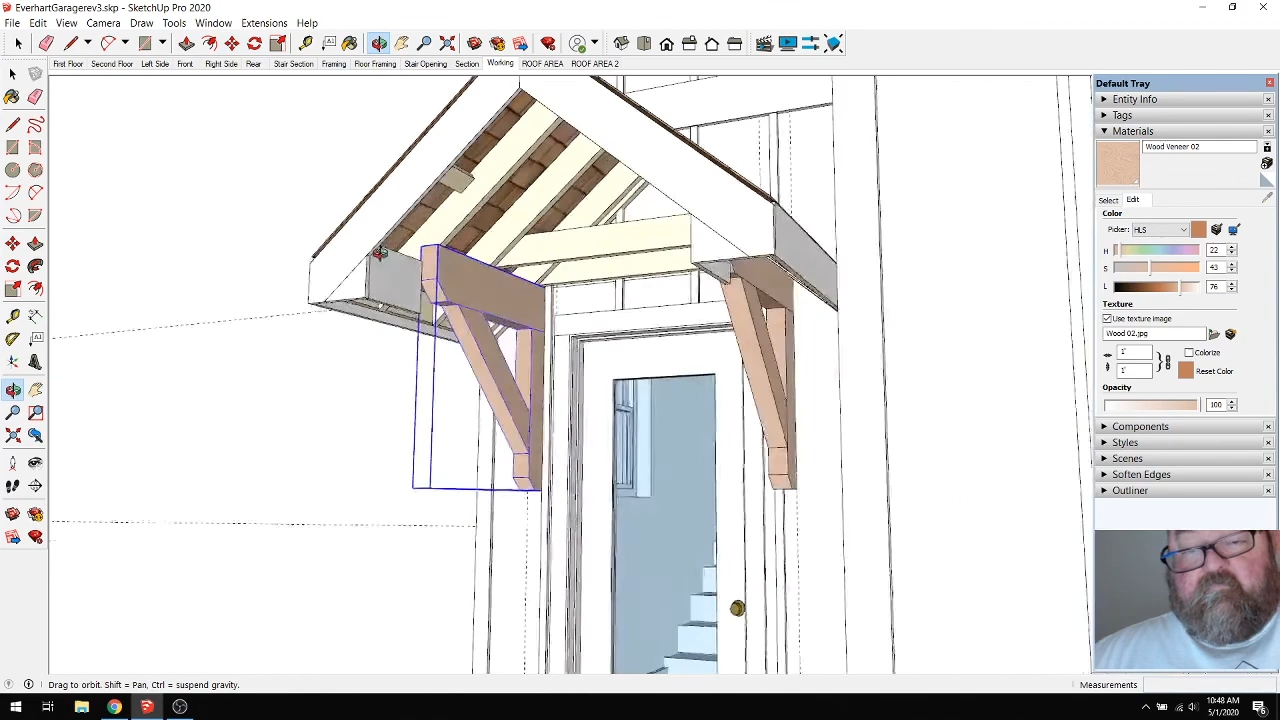 EverhartGaragerev3.skp - SketchUp Pro 2020
File Edit View Camera Draw Tools Window Extensions Help
First Floor Second Floor Left Side Front Right Side Rear Stair Section Framing Floor Framing Stair Opening Section Working ROOF AREA ROOF AREA 2
Default Tray
Entity Info
Tags
Materials
Wood Veneer 02
Select Edit
Color
Picker: HLS
H 22
S 43
L 76
Texture
Use texture image
Wood 02.jpg
1' Colorize
1' Reset Color
Opacity
100
Components
Styles
Scenes
Soften Edges
Outliner
Drag to orbit. Shift = Pan, Ctrl = suspend gravity.
Measurements
10:48 AM
5/1/2020